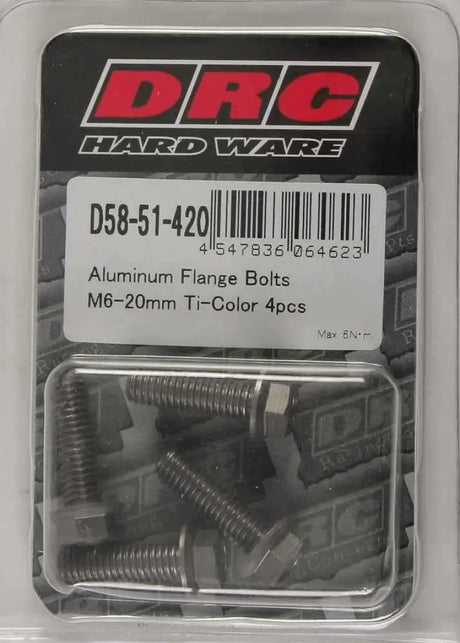 DRC
HARD WARE
D58-51-420
4 547836 064623
Aluminum Flange Bolts
M6-20mm Ti-Color 4pcs
Max .6N·m
DRC